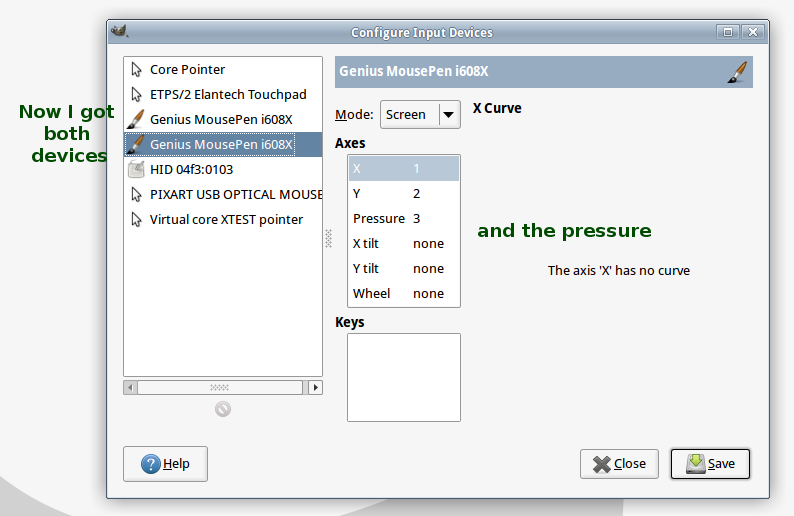 Configure Input Devices
Now I got
both
devices
Core Pointer
ETPS/2 Elantech Touchpad
Genius MousePen i608X
Genius MousePen i608X
HID 04f3:0103
PIXART USB OPTICAL MOUSE
Virtual core XTEST pointer
Genius MousePen i608X
Mode: Screen
X Curve
Axes
X 1
Y 2
Pressure 3
X tilt none
Y tilt none
Wheel none
and the pressure
The axis 'X' has no curve
Keys
Help
Close
Save